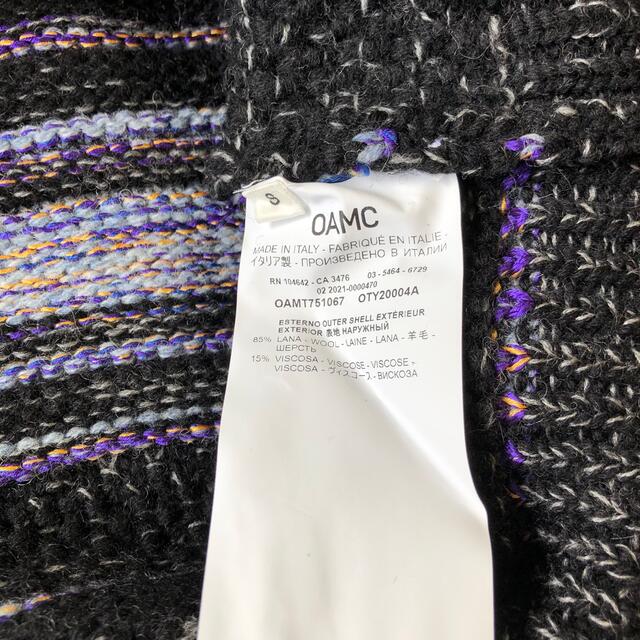 S
OAMC
MADE IN ITALY - FABRIQUÉ EN ITALIE -
イタリア製 - ПРОИЗВЕДЕНО В ИТАЛИИ
RN 104642 - CA 3476 03 - 5464 - 6729
02 2021-0000470
OAMT751067 OTY20004A
ESTERNO OUTER SHELL EXTÉRIEUR
EXTERIOR 表地 НАРУЖНЫЙ
85% LANA - WOOL - LAINE - LANA - 羊毛 -
ШЕРСТЬ
15% VISCOSA - VISCOSE - VISCOSE -
VISCOSA - ヴィスコース - ВИСКОЗА